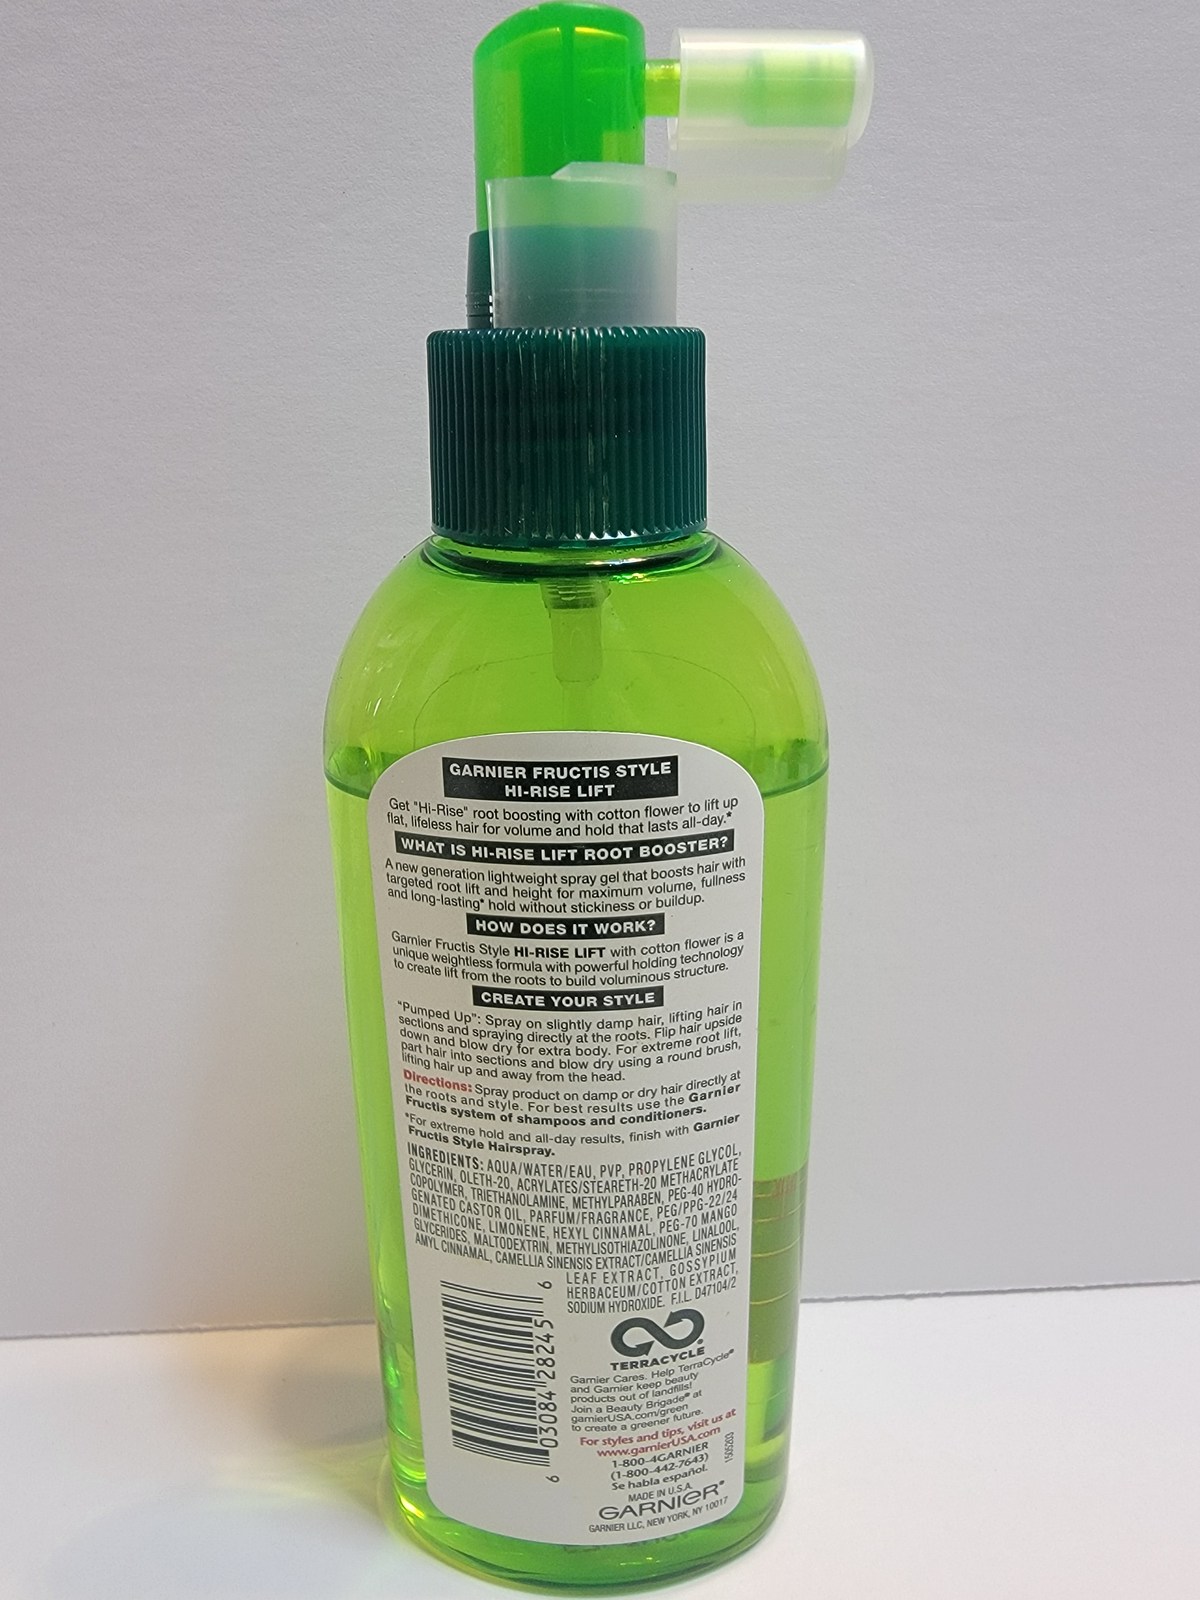 GARNIER FRUCTIS STYLE
HI-RISE LIFT
Get "Hi-Rise" root boosting with cotton flower to lift up
flat, lifeless hair for volume and hold that lasts all-day.*
WHAT IS HI-RISE LIFT ROOT BOOSTER?
A new generation lightweight spray gel that boosts hair with
targeted root lift and height for maximum volume, fullness
and long-lasting* hold without stickiness or buildup.
HOW DOES IT WORK?
Garnier Fructis Style HI-RISE LIFT with cotton flower is a
unique weightless formula with powerful holding technology
to create lift from the roots to build voluminous structure.
CREATE YOUR STYLE
"Pumped Up": Spray on slightly damp hair, lifting hair in
sections and spraying directly at the roots. Flip hair upside
down and blow dry for extra body. For extreme root lift,
part hair into sections and blow dry using a round brush,
lifting hair up and away from the head.
Directions: Spray product on damp or dry hair directly at
the roots and style. For best results use the Garnier
Fructis system of shampoos and conditioners.
*For extreme hold and all-day results, finish with Garnier
Fructis Style Hairspray.
INGREDIENTS: AQUA/WATER/EAU, PVP, PROPYLENE GLYCOL,
GLYCERIN, OLETH-20, ACRYLATES/STEARETH-20 METHACRYLATE
COPOLYMER, TRIETHANOLAMINE, METHYLPARABEN, PEG-40 HYDRO-
GENATED CASTOR OIL, PARFUM/FRAGRANCE, PEG/PPG-22/24
DIMETHICONE, LIMONENE, HEXYL CINNAMAL, PEG-70 MANGO
GLYCERIDES, MALTODEXTRIN, METHYLISOTHIAZOLINONE, LINALOOL,
AMYL CINNAMAL, CAMELLIA SINENSIS EXTRACT/CAMELLIA SINENSIS
LEAF EXTRACT, GOSSYPIUM
HERBACEUM/COTTON EXTRACT,
SODIUM HYDROXIDE. F.I.L. D47104/2
6 03084 28245 6
TERRACYCLE®
Garnier Cares. Help TerraCycle®
and Garnier keep beauty
products out of landfills!
Join a Beauty Brigade® at
garnierUSA.com/green
to create a greener future.
For styles and tips, visit us at
www.garnierUSA.com
1-800-4GARNIER
(1-800-442-7643)
Se habla español.
MADE IN U.S.A.
GARNIER®
GARNIER LLC, NEW YORK, NY 10017
1505203